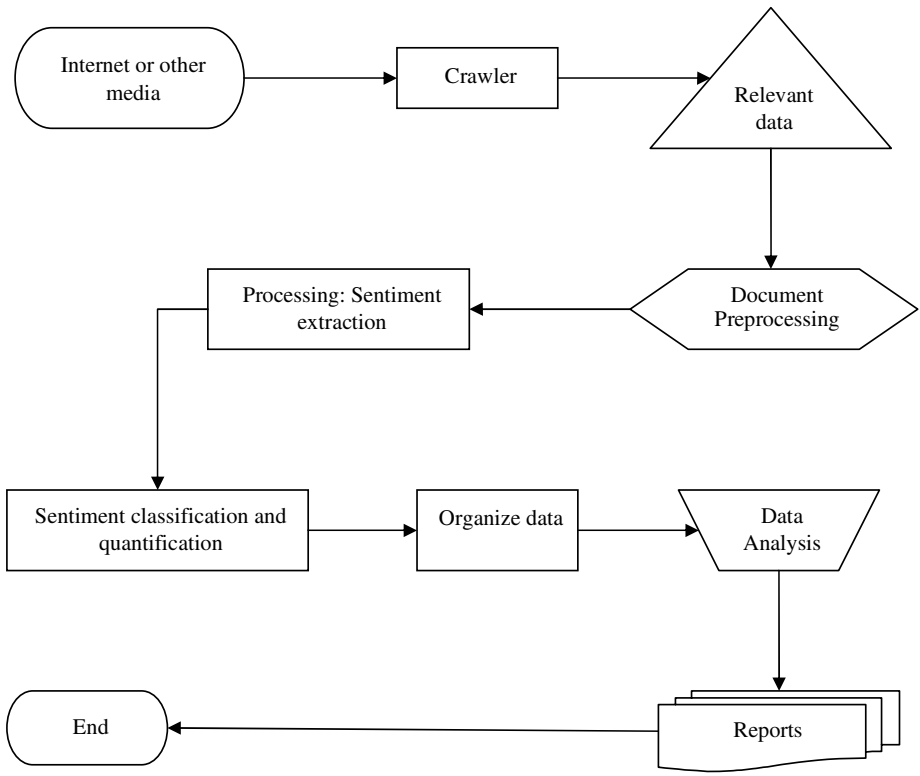 Internet or other
media
Crawler
Relevant
data
Document
Preprocessing
Processing: Sentiment
extraction
Sentiment classification and
quantification
Organize data
Data
Analysis
Reports
End